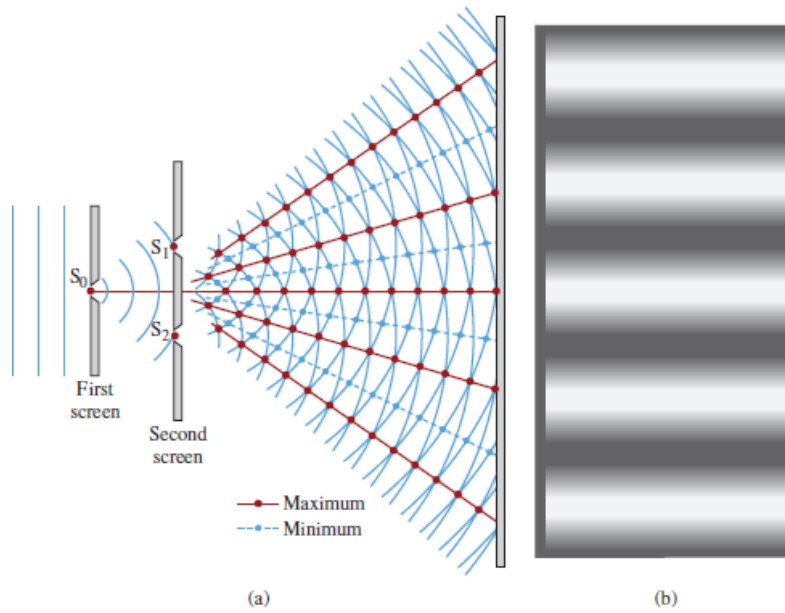 S₁
S₀
S₂
First
screen
Second
screen
Maximum
Minimum
(a)
(b)